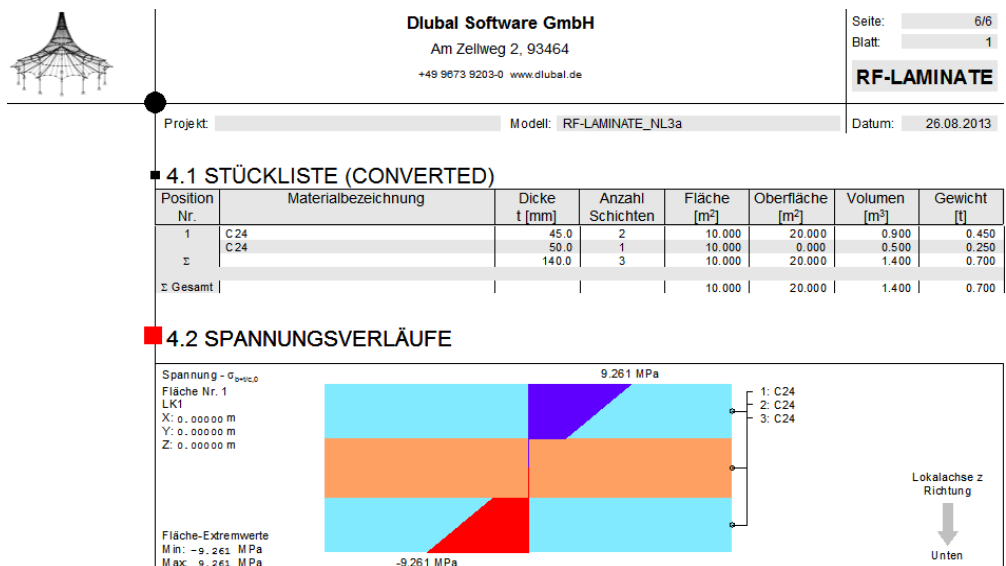 Dlubal Software GmbH
Am Zellweg 2, 93464
+49 9673 9203-0 www.dlubal.de
Seite: 6/6
Blatt: 1
RF-LAMINATE
Projekt: Modell: RF-LAMINATE_NL3a Datum: 26.08.2013
4.1 STÜCKLISTE (CONVERTED)
Position Materialbezeichnung Dicke Anzahl Fläche Oberfläche Volumen Gewicht
Nr. t [mm] Schichten [m²] [m²] [m³] [t]
1 C24 45.0 2 10.000 20.000 0.900 0.450
C24 50.0 1 10.000 0.000 0.500 0.250
Σ 140.0 3 10.000 20.000 1.400 0.700
Σ Gesamt 10.000 20.000 1.400 0.700
4.2 SPANNUNGSVERLÄUFE
Spannung - σb+t/c,0
Fläche Nr. 1
LK1
X: 0.00000 m
Y: 0.00000 m
Z: 0.00000 m
9.261 MPa
1: C24
2: C24
3: C24
Lokalachse z
Richtung
Unten
Fläche-Extremwerte
Min: -9.261 MPa
Max: 9.261 MPa
-9.261 MPa